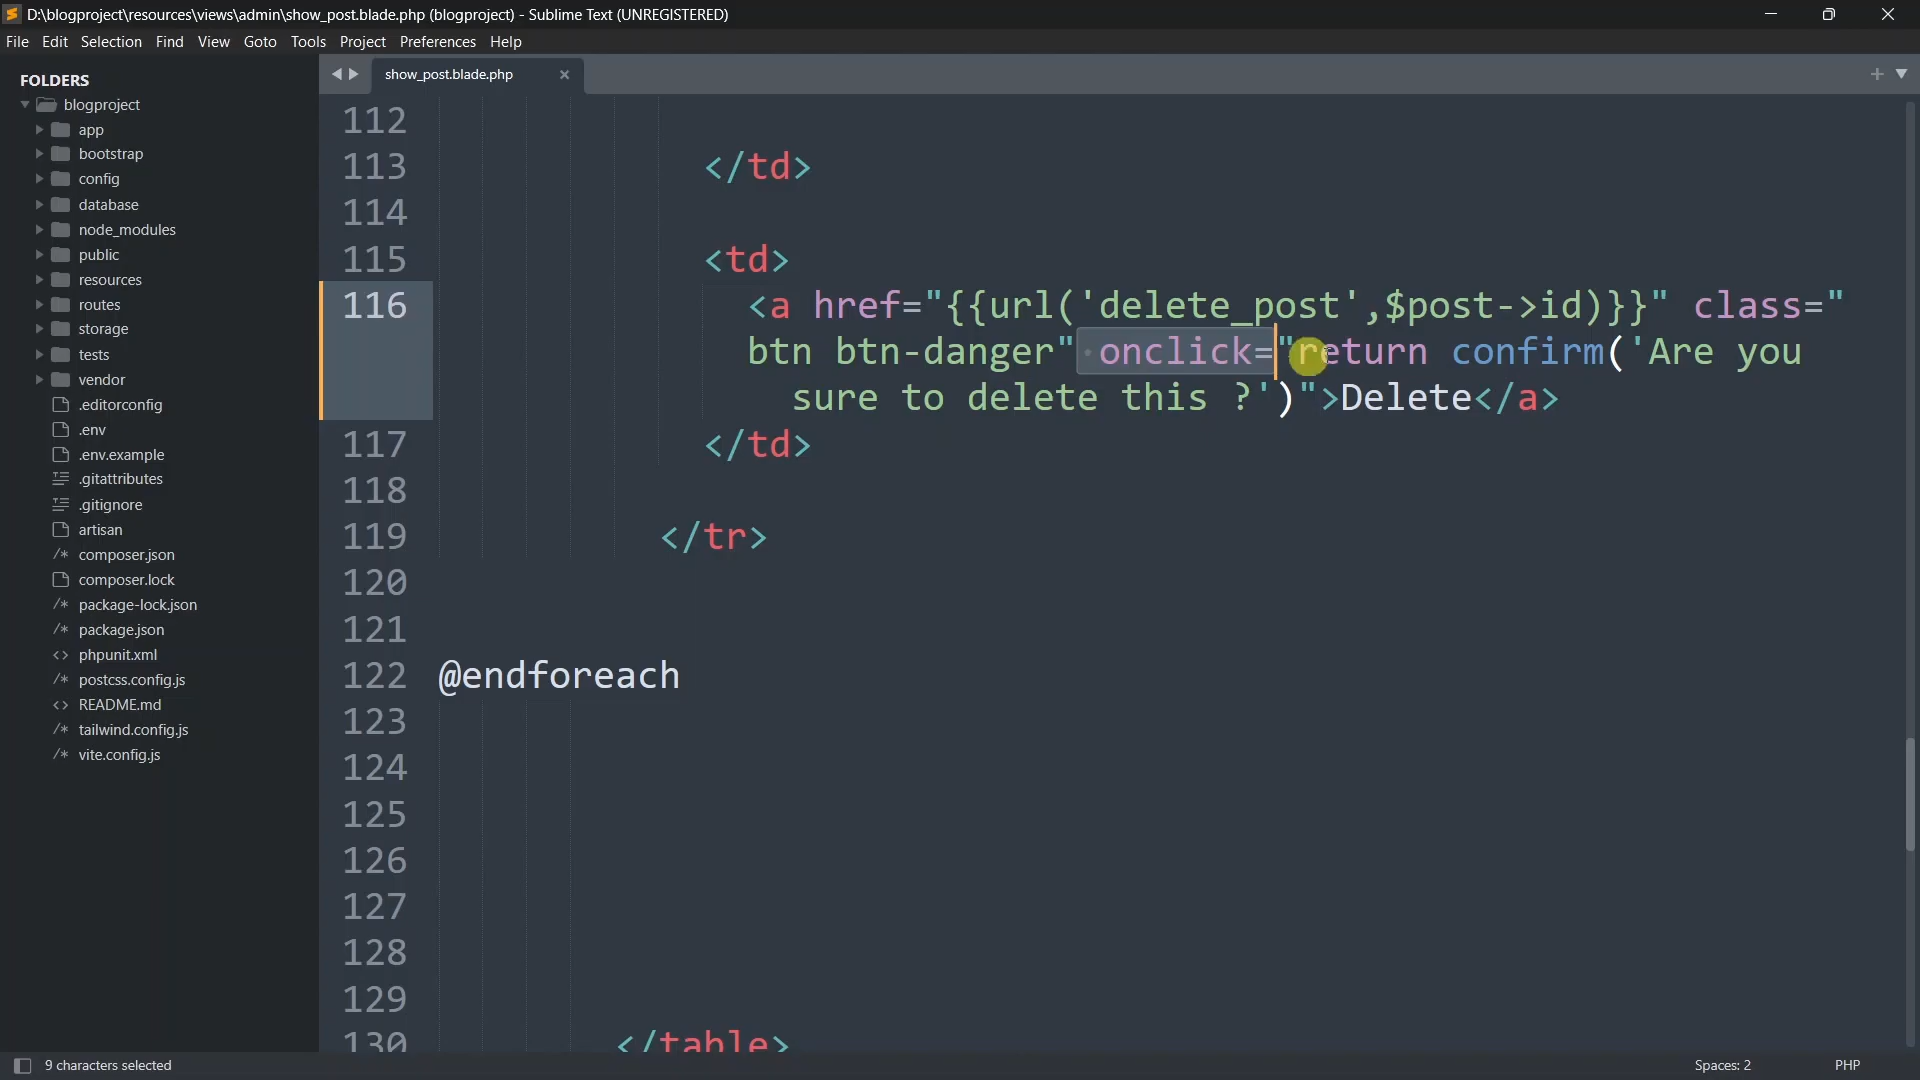 D:\blogproject\resources\views\admin\show_post.blade.php (blogproject) - Sublime Text (UNREGISTERED)
File Edit Selection Find View Goto Tools Project Preferences Help
FOLDERS
blogproject
app
bootstrap
config
database
node_modules
public
resources
routes
storage
tests
vendor
.editorconfig
.env
.env.example
.gitattributes
.gitignore
artisan
/* composer.json
composer.lock
/* package-lock.json
/* package.json
<> phpunit.xml
/* postcss.config.js
<> README.md
/* tailwind.config.js
/* vite.config.js
show_post.blade.php
112
113 </td>
114
115 <td>
116 <a href="{{url('delete_post',$post->id)}}" class="
btn btn-danger" onclick="return confirm('Are you
sure to delete this ?')">Delete</a>
117 </td>
118
119 </tr>
120
121
122 @endforeach
123
124
125
126
127
128
129
130 </table>
9 characters selected
Spaces: 2
PHP